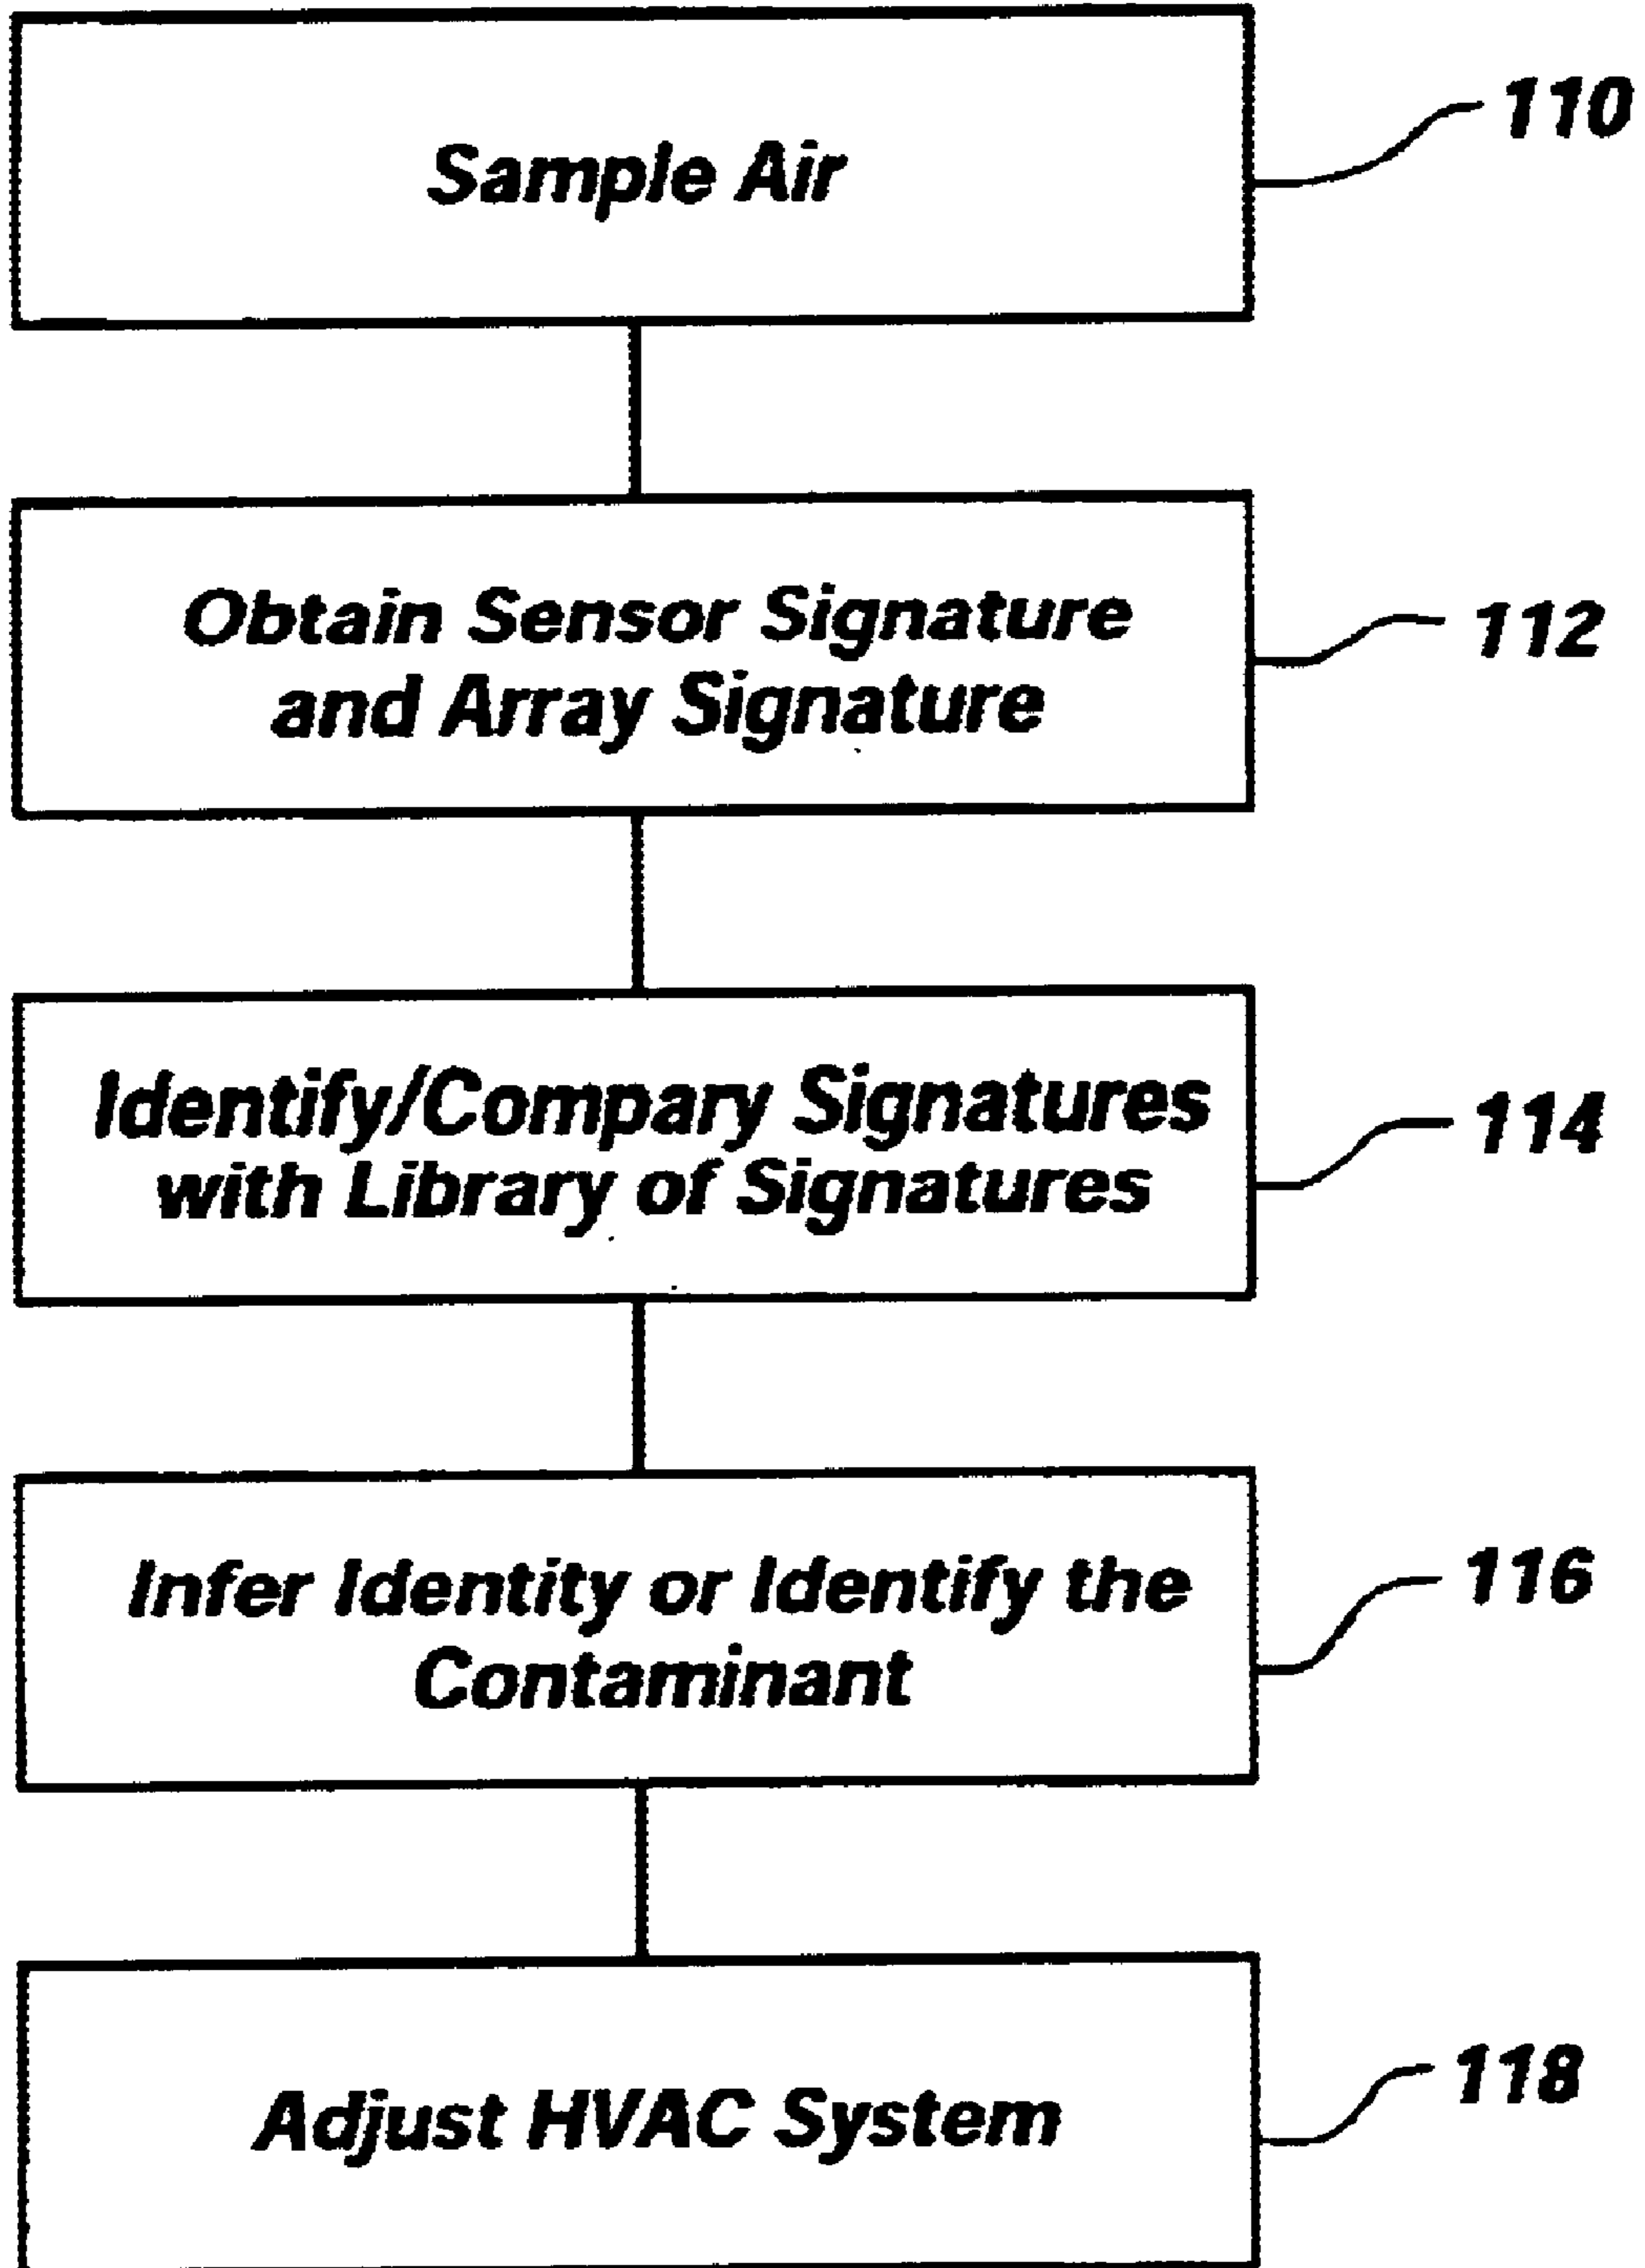 Sample Air
110
Obtain Sensor Signature
and Array Signature
112
Identify/Compary Signatures
with Library of Signatures
114
Infer Identity or Identify the
Contaminant
116
Adjust HVAC System
118